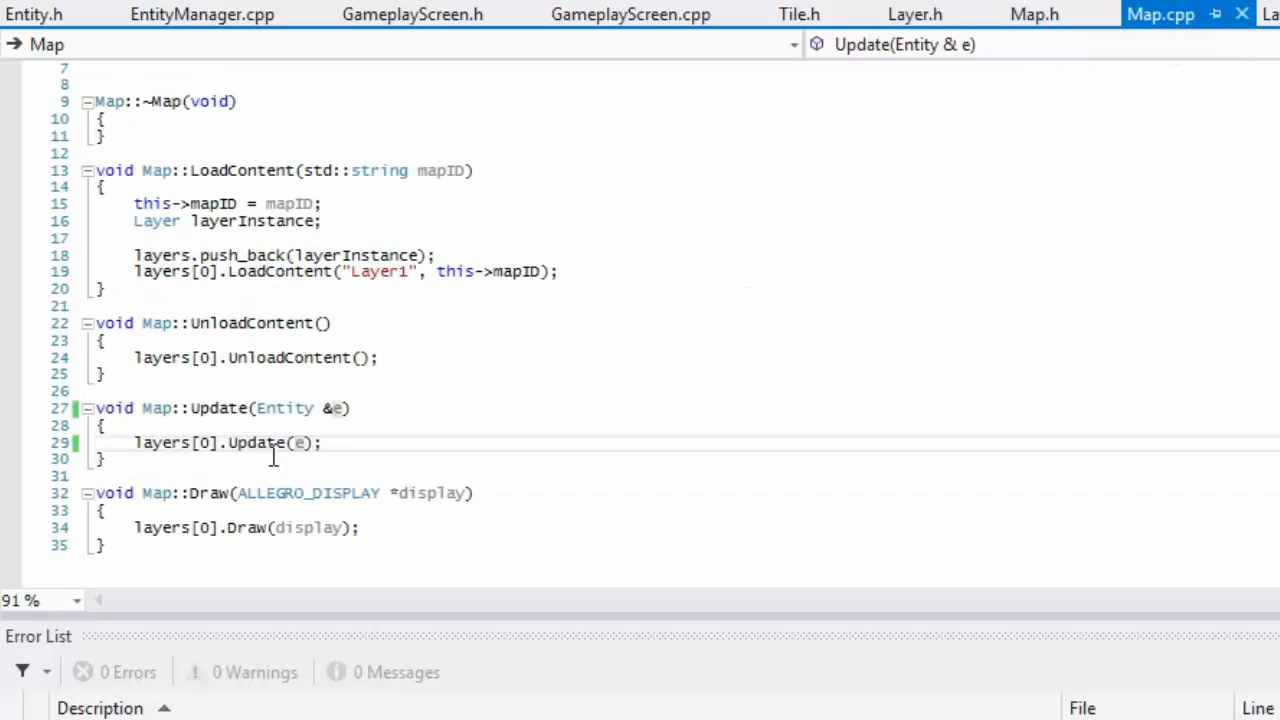 Entity.h EntityManager.cpp GameplayScreen.h GameplayScreen.cpp Tile.h Layer.h Map.h Map.cpp La
Map Update(Entity & e)
7
8
9 Map::~Map(void)
10 {
11 }
12
13 void Map::LoadContent(std::string mapID)
14 {
15 this->mapID = mapID;
16 Layer layerInstance;
17
18 layers.push_back(layerInstance);
19 layers[0].LoadContent("Layer1", this->mapID);
20 }
21
22 void Map::UnloadContent()
23 {
24 layers[0].UnloadContent();
25 }
26
27 void Map::Update(Entity &e)
28 {
29 layers[0].Update(e);
30 }
31
32 void Map::Draw(ALLEGRO_DISPLAY *display)
33 {
34 layers[0].Draw(display);
35 }
91 %
Error List
0 Errors 0 Warnings 0 Messages
Description File Line